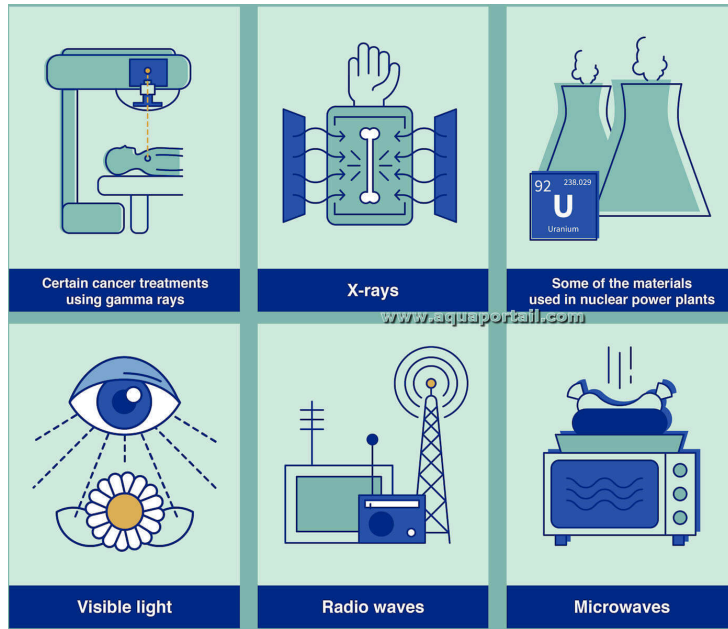 92 238.029
U
Uranium
Certain cancer treatments
using gamma rays
X-rays
Some of the materials
used in nuclear power plants
www.aquaportail.com
Visible light
Radio waves
Microwaves